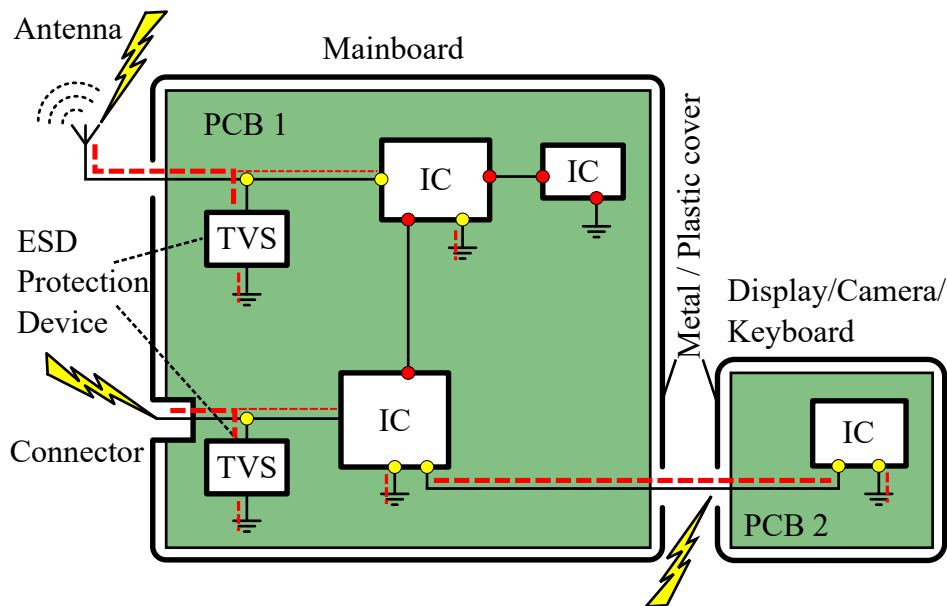 Antenna
Mainboard
PCB 1
IC
IC
TVS
ESD
Protection
Device
Metal / Plastic cover
Display/Camera/
Keyboard
Connector
IC
TVS
IC
PCB 2